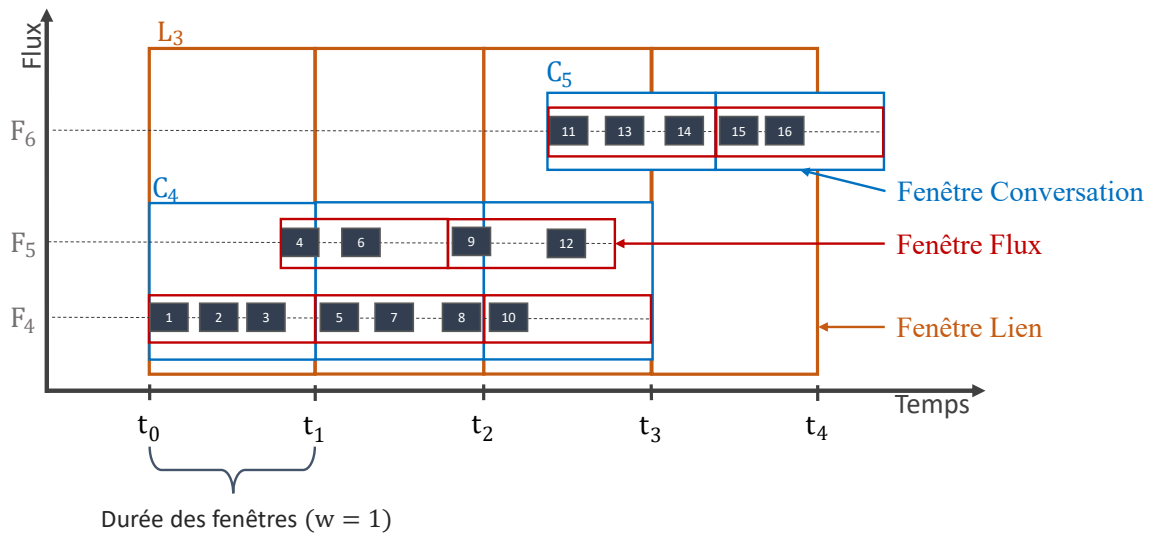 Flux
L3
C5
F6
11 13 14 15 16
C4
Fenêtre Conversation
F5
4 6 9 12
Fenêtre Flux
F4
1 2 3 5 7 8 10
Fenêtre Lien
Temps
t0 t1 t2 t3 t4
Durée des fenêtres (w = 1)